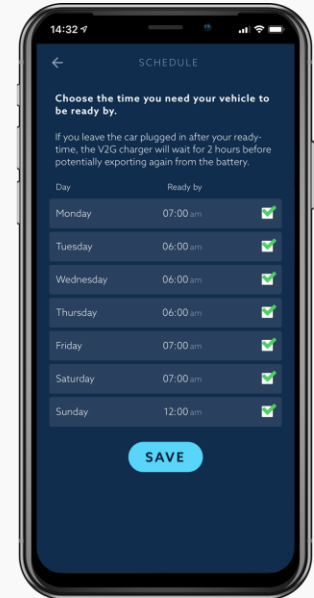 14:32
SCHEDULE
Choose the time you need your vehicle to
be ready by.
If you leave the car plugged in after your ready-
time, the V2G charger will wait for 2 hours before
potentially exporting again from the battery.
Day Ready by
Monday 07:00 am
Tuesday 06:00 am
Wednesday 06:00 am
Thursday 06:00 am
Friday 07:00 am
Saturday 07:00 am
Sunday 12:00 am
SAVE